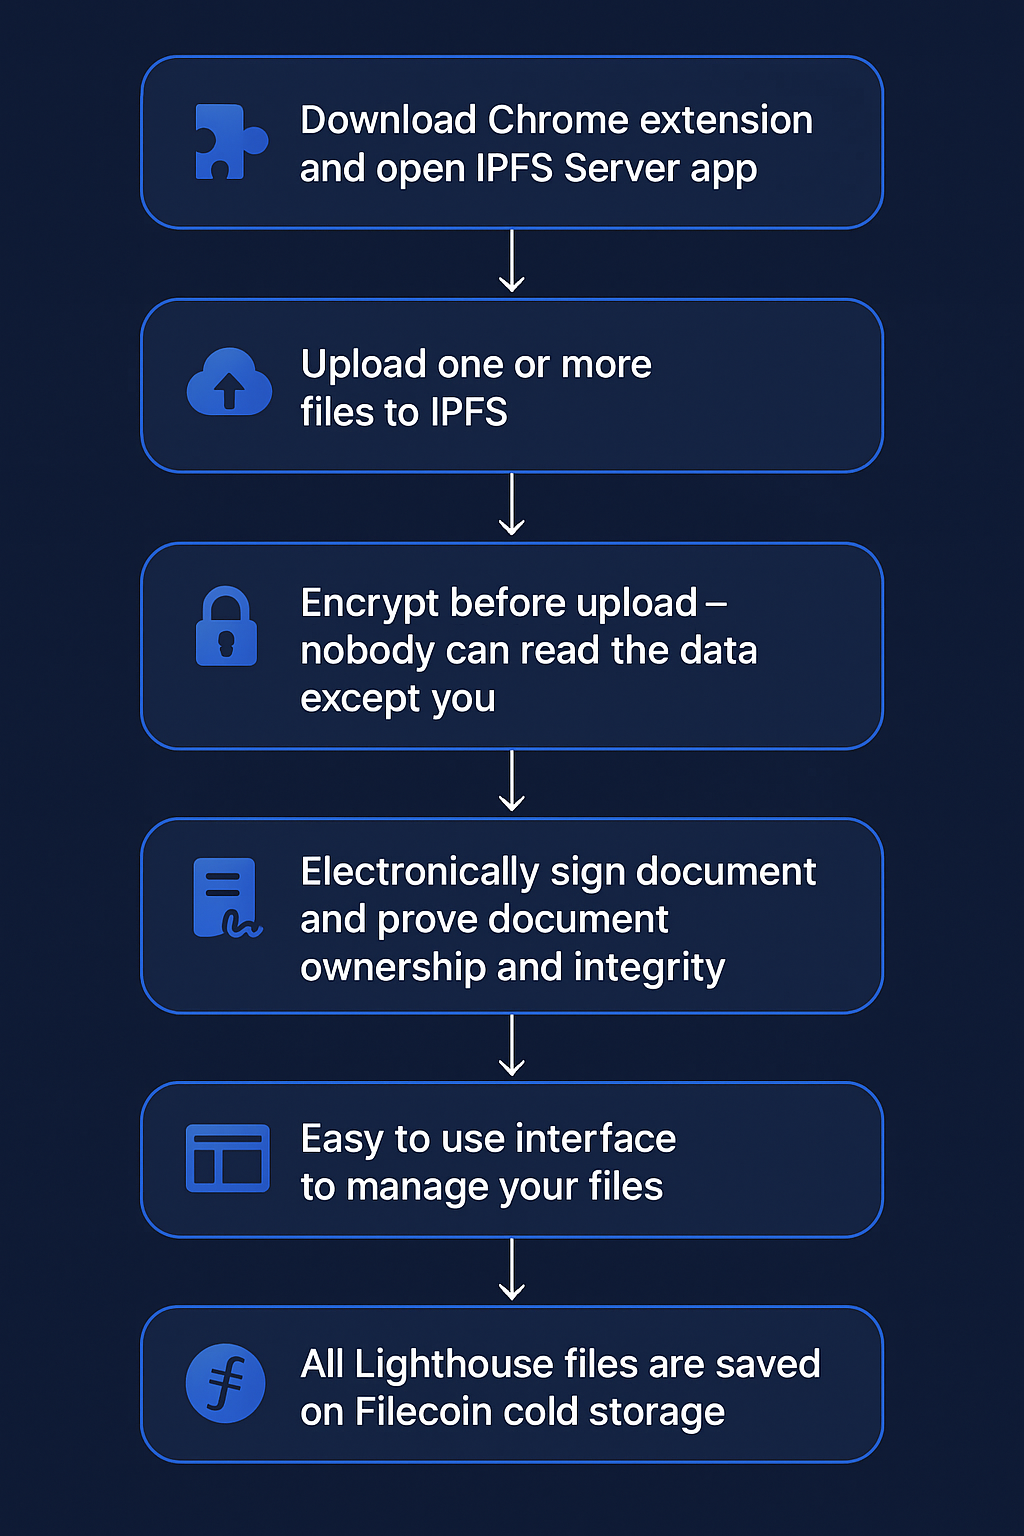 Download Chrome extension
and open IPFS Server app
Upload one or more
files to IPFS
Encrypt before upload –
nobody can read the data
except you
Electronically sign document
and prove document
ownership and integrity
Easy to use interface
to manage your files
All Lighthouse files are saved
on Filecoin cold storage